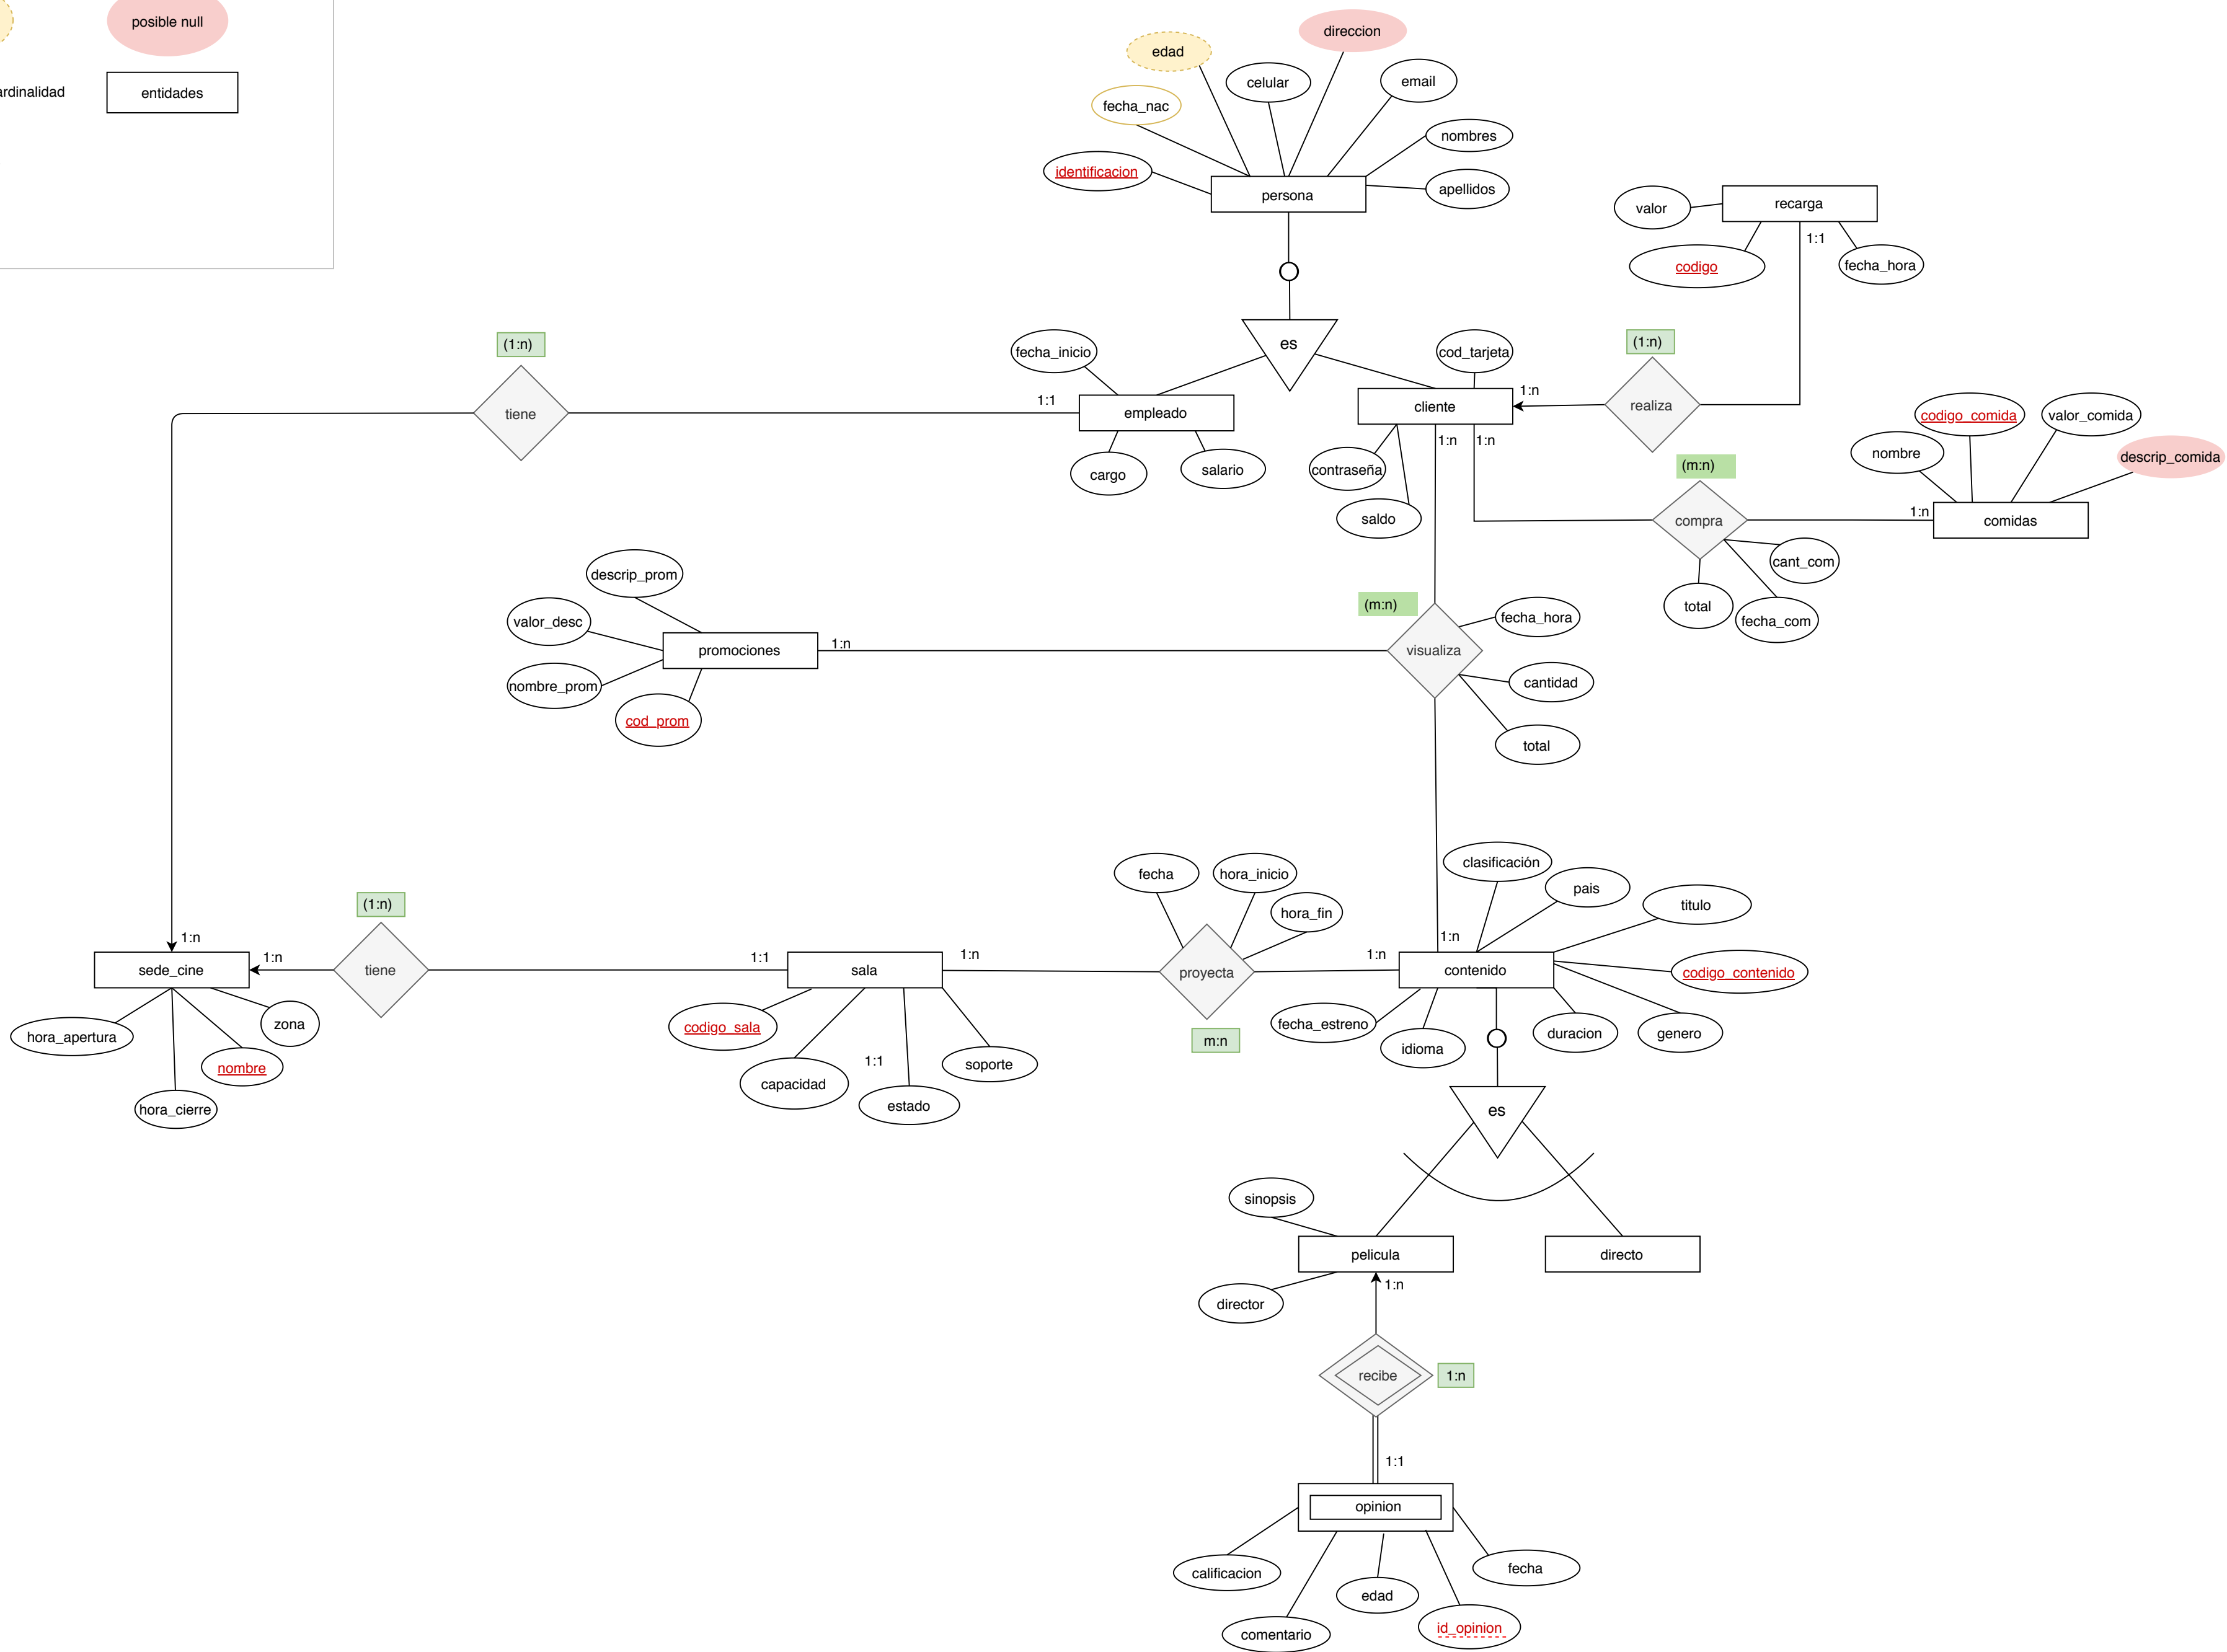 posible null
ardinalidad
entidades
direccion
edad
celular
email
fecha_nac
nombres
identificacion
apellidos
persona
valor
recarga
1:1
codigo
fecha_hora
(1:n)
tiene
fecha_inicio
es
cod_tarjeta
(1:n)
1:1
empleado
cliente
1:n
realiza
cargo
salario
contraseña
saldo
1:n
1:n
(m:n)
codigo_comida
valor_comida
nombre
descrip_comida
compra
1:n
comidas
cant_com
total
fecha_com
descrip_prom
valor_desc
promociones
1:n
nombre_prom
cod_prom
(m:n)
visualiza
fecha_hora
cantidad
total
(1:n)
1:n
sede_cine
1:n
tiene
1:1
sala
1:n
fecha
hora_inicio
hora_fin
proyecta
m:n
1:n
1:n
contenido
clasificación
pais
titulo
codigo_contenido
fecha_estreno
idioma
duracion
genero
hora_apertura
zona
nombre
hora_cierre
codigo_sala
capacidad
1:1
estado
soporte
es
sinopsis
pelicula
directo
director
1:n
recibe
1:n
1:1
opinion
calificacion
comentario
edad
id_opinion
fecha